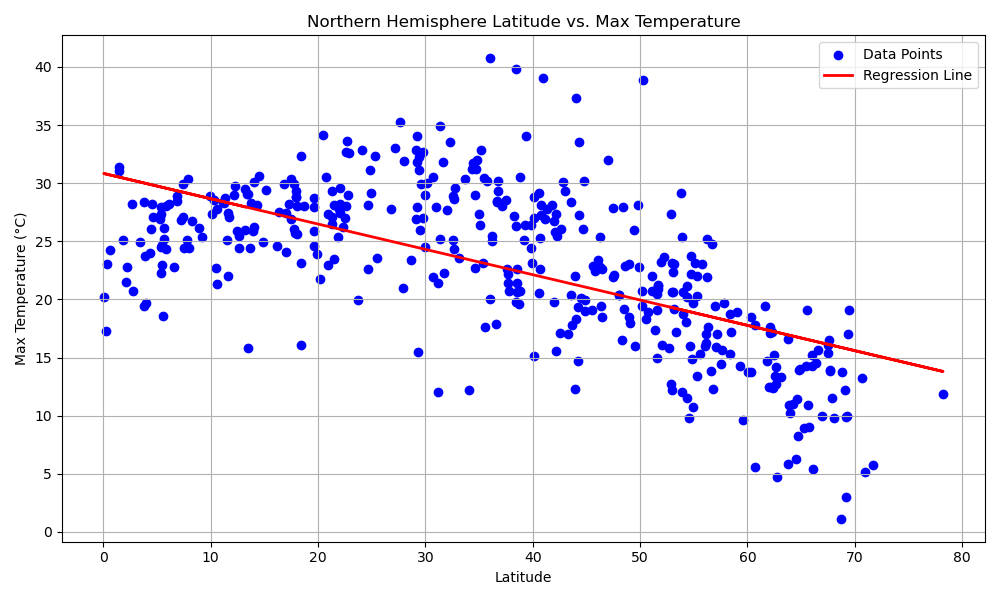 Northern Hemisphere Latitude vs. Max Temperature
Data Points
Regression Line
Max Temperature (°C)
40
35
30
25
20
15
10
5
0
0 10 20 30 40 50 60 70 80
Latitude